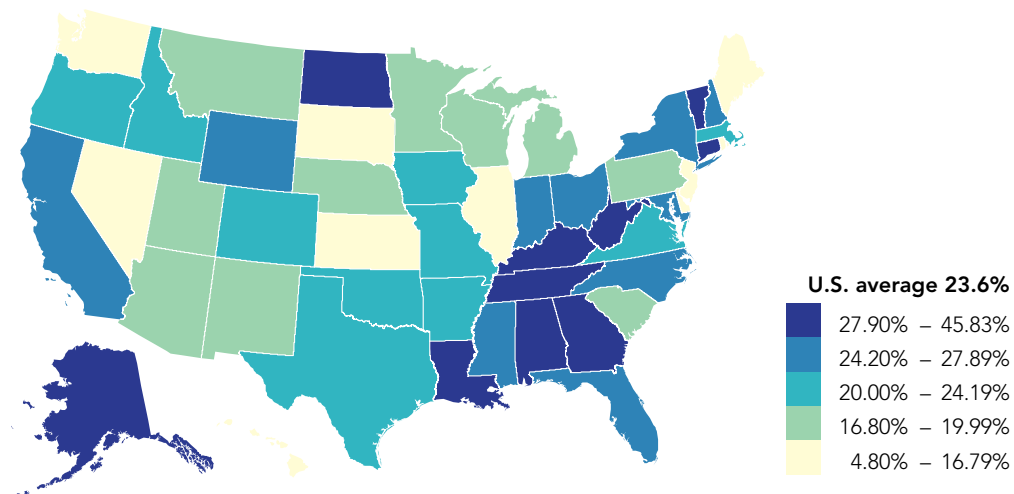 U.S. average 23.6%
27.90% – 45.83%
24.20% – 27.89%
20.00% – 24.19%
16.80% – 19.99%
4.80% – 16.79%